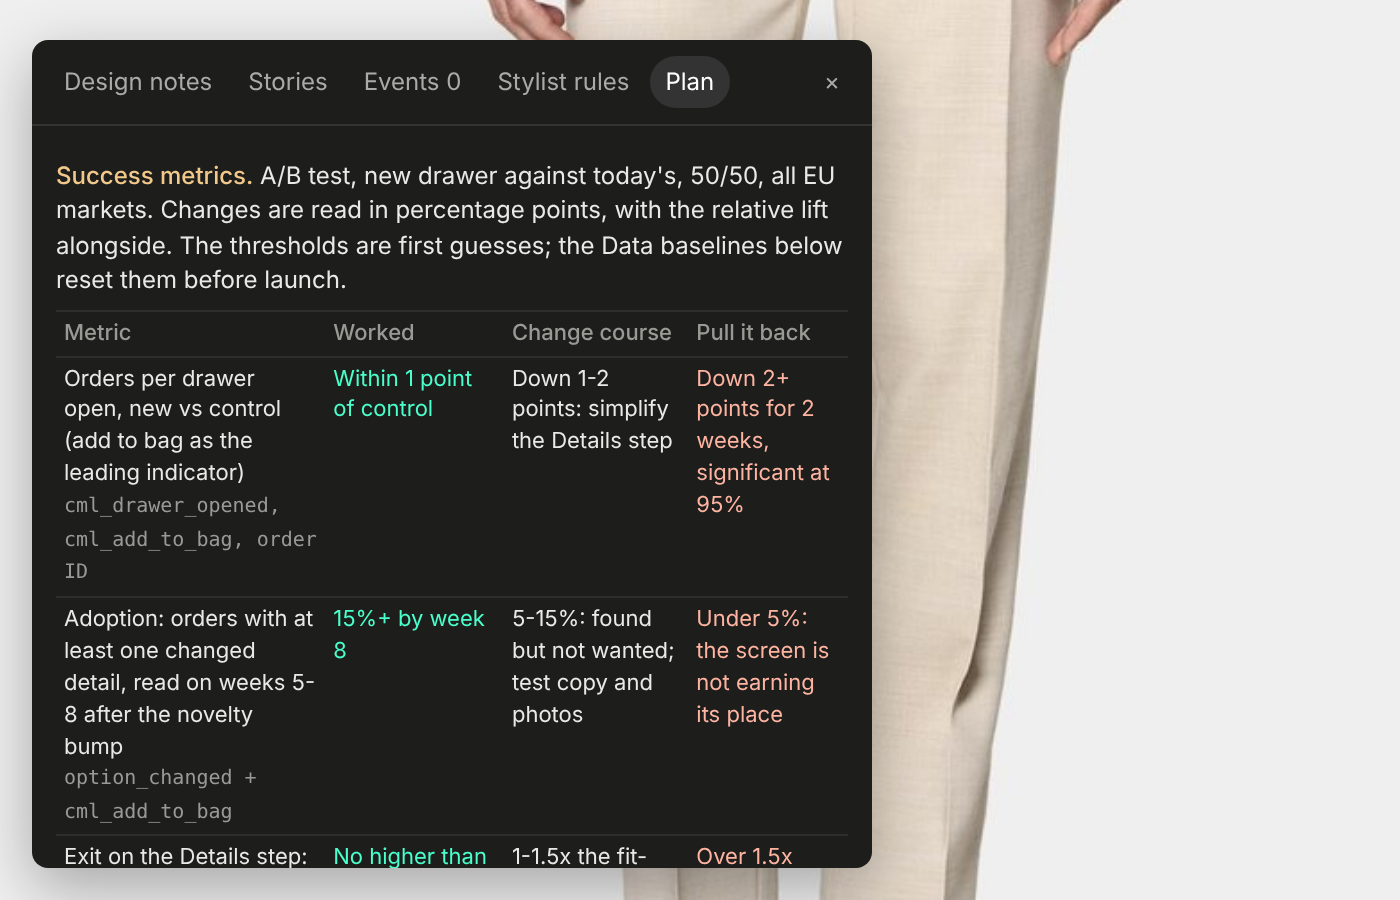 Design notes Stories Events 0 Stylist rules Plan ×
Success metrics. A/B test, new drawer against today's, 50/50, all EU
markets. Changes are read in percentage points, with the relative lift
alongside. The thresholds are first guesses; the Data baselines below
reset them before launch.
Metric Worked Change course Pull it back
Orders per drawer
open, new vs control
(add to bag as the
leading indicator)
cml_drawer_opened,
cml_add_to_bag, order
ID
Within 1 point
of control
Down 1-2
points: simplify
the Details step
Down 2+
points for 2
weeks,
significant at
95%
Adoption: orders with at
least one changed
detail, read on weeks 5-
8 after the novelty
bump
option_changed +
cml_add_to_bag
15%+ by week
8
5-15%: found
but not wanted;
test copy and
photos
Under 5%:
the screen is
not earning
its place
Exit on the Details step:
No higher than
1-1.5x the fit-
Over 1.5x